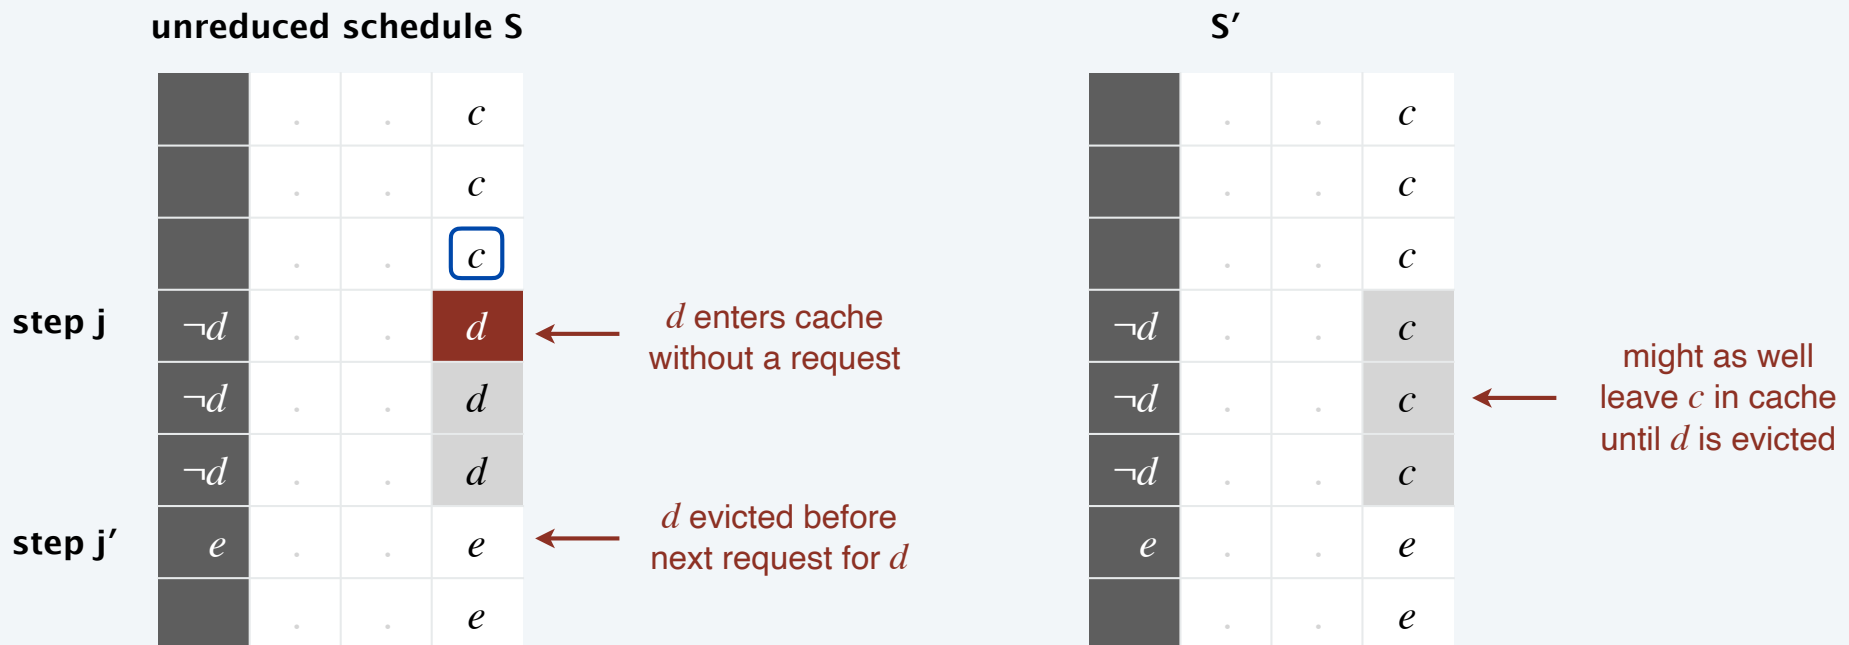 unreduced schedule S
S′
. . c
. . c
. . c
step j ¬d . . d
¬d . . d
¬d . . d
step j′ e . . e
. . e
d enters cache
without a request
d evicted before
next request for d
. . c
. . c
. . c
¬d . . c
¬d . . c
¬d . . c
e . . e
. . e
might as well
leave c in cache
until d is evicted